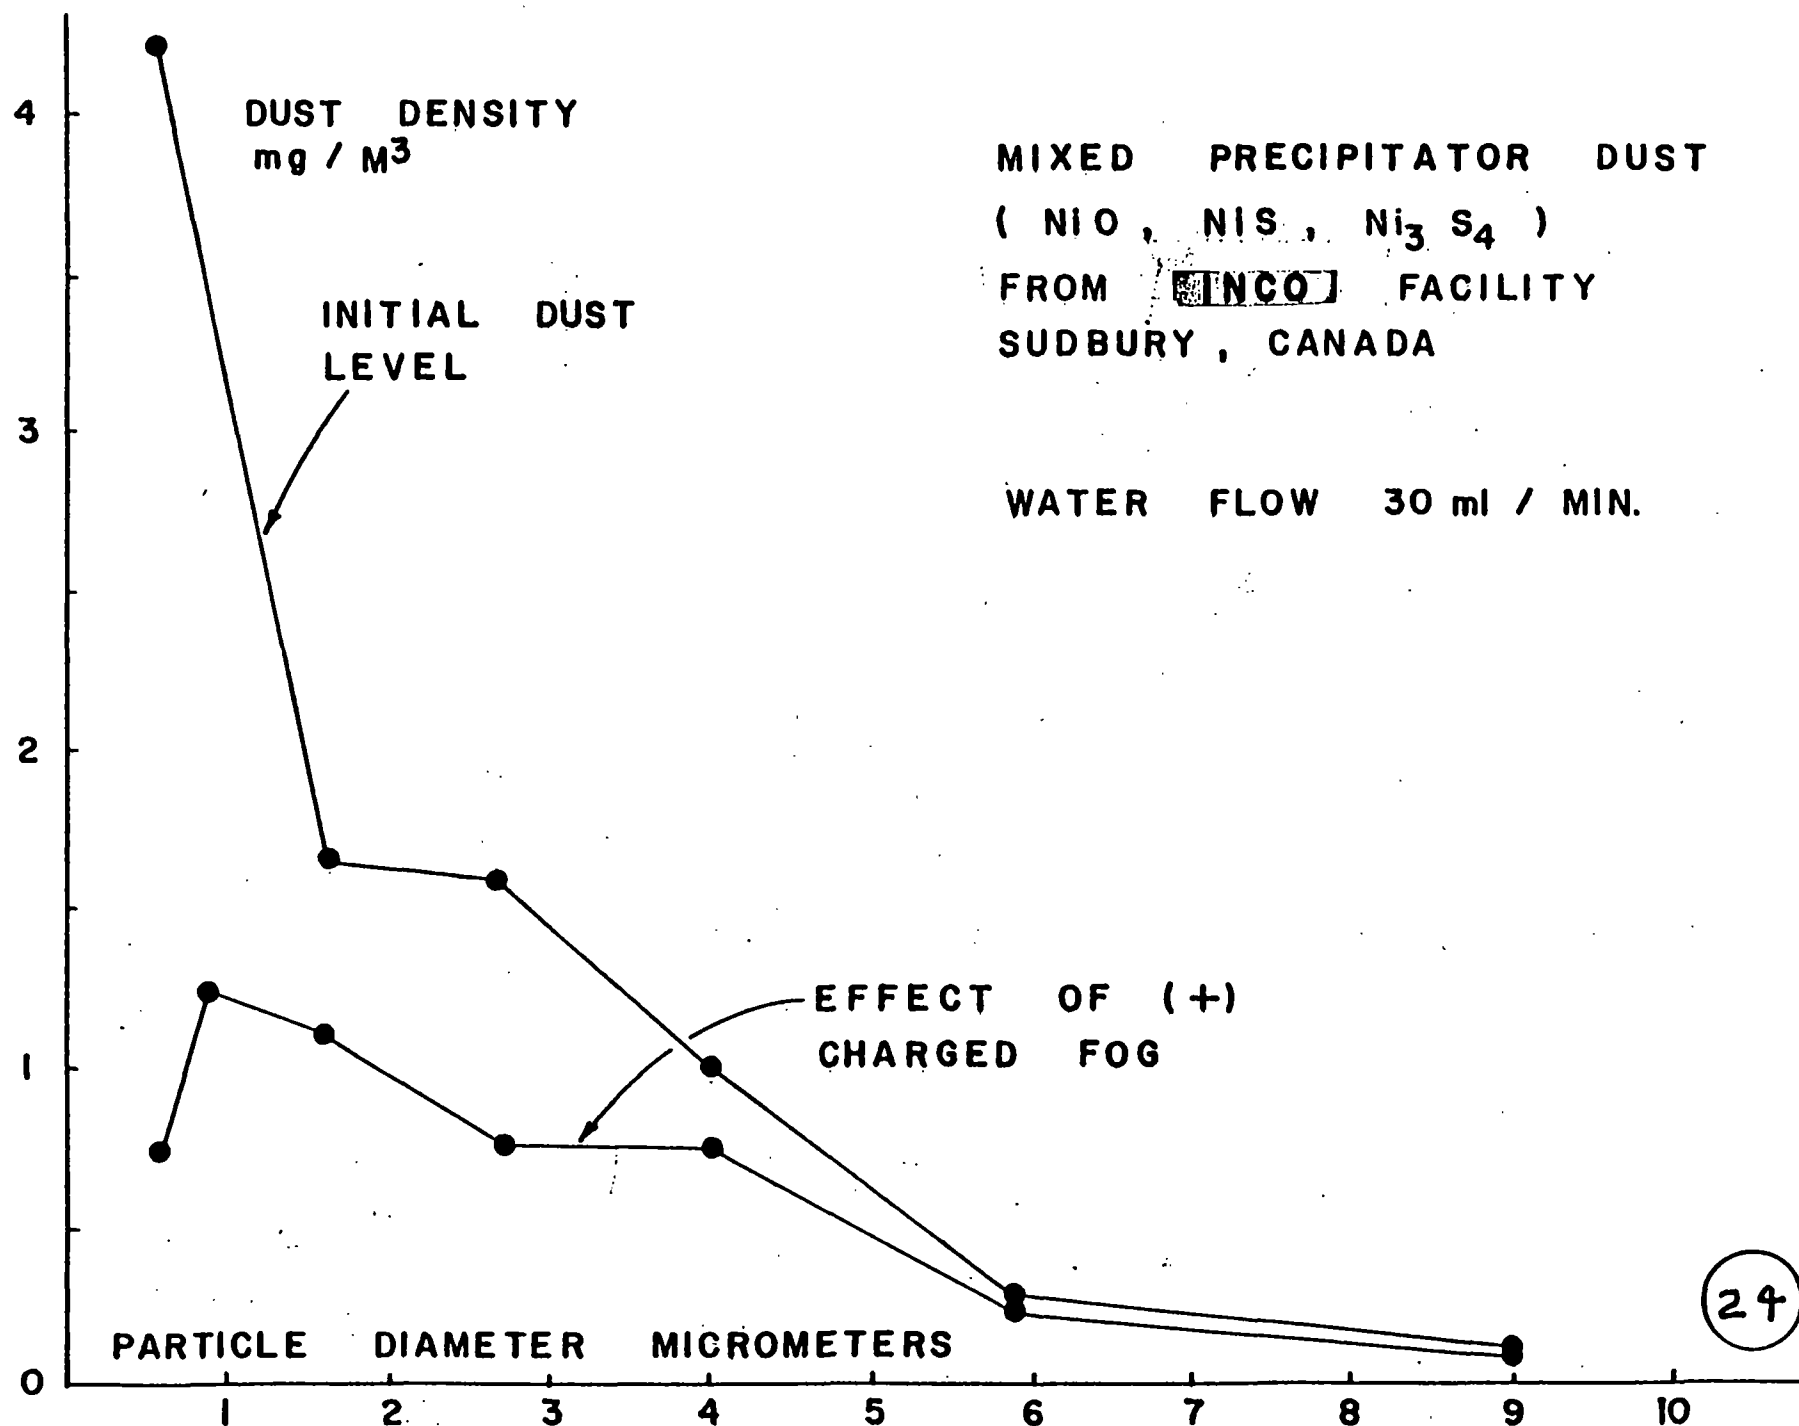 DUST DENSITY
mg / M³
MIXED PRECIPITATOR DUST
( NiO , NiS , Ni₃ S₄ )
FROM INCO FACILITY
SUDBURY , CANADA
INITIAL DUST
LEVEL
WATER FLOW 30 ml / MIN.
EFFECT OF (+)
CHARGED FOG
PARTICLE DIAMETER MICROMETERS
4
3
2
1
0
1 2 3 4 5 6 7 8 9 10
24